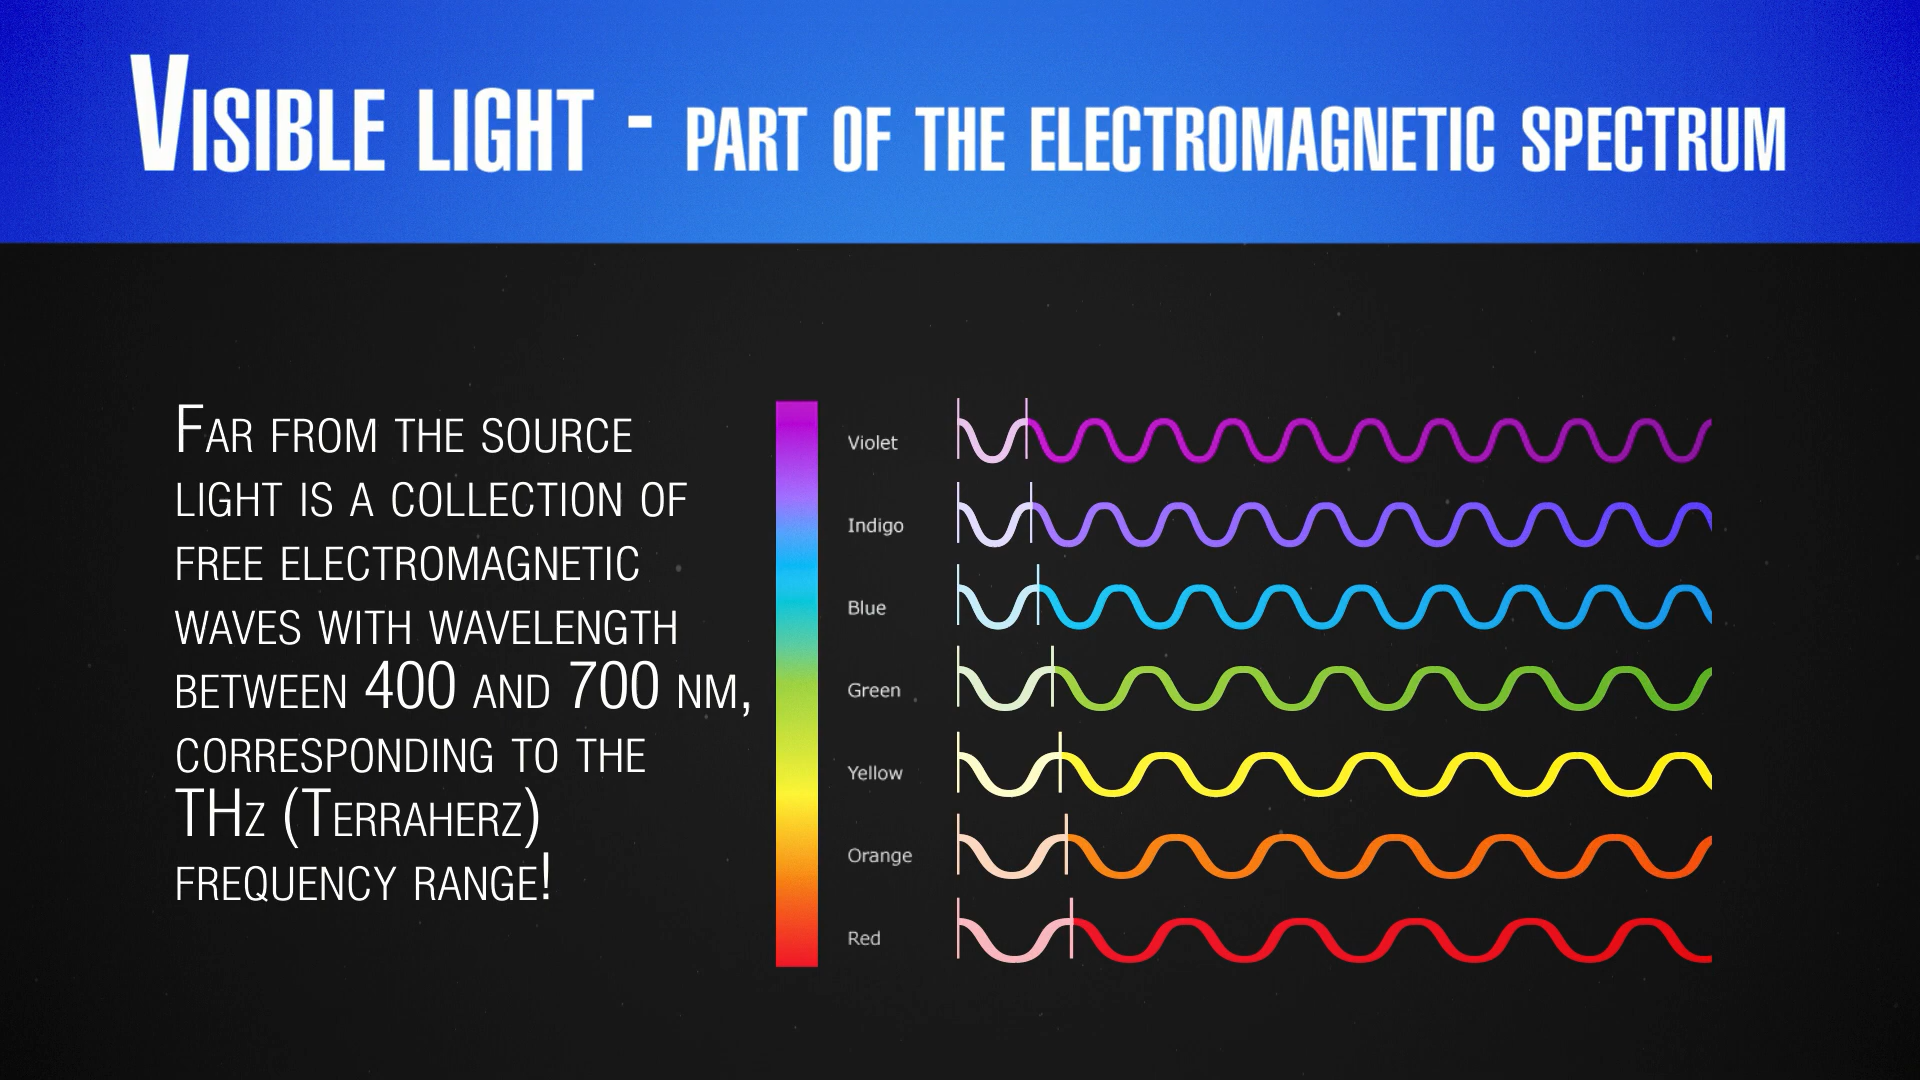 Visible light - part of the electromagnetic spectrum
Far from the source
light is a collection of
free electromagnetic
waves with wavelength
between 400 and 700 nm,
corresponding to the
THz (Terraherz)
frequency range!
Violet
Indigo
Blue
Green
Yellow
Orange
Red